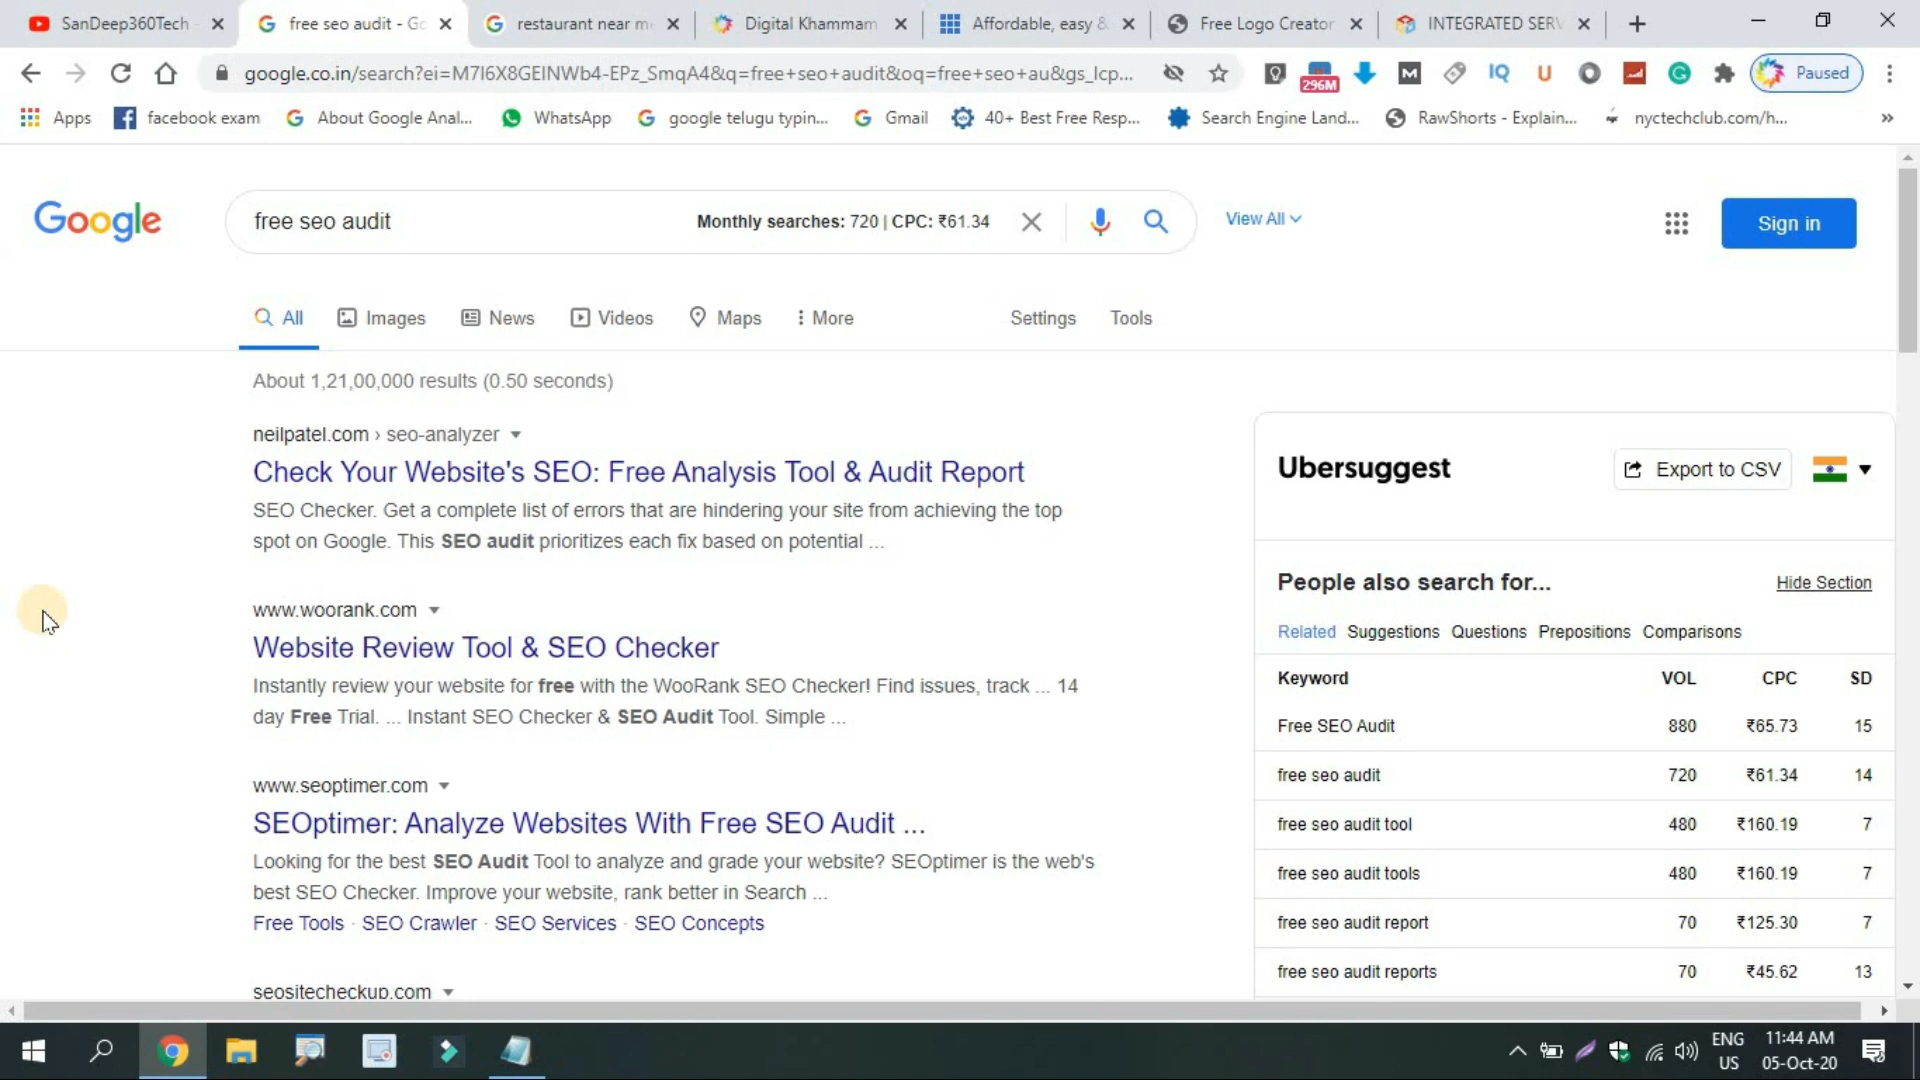 SanDeep360Tech
free seo audit - Go
restaurant near m
Digital Khammam
Affordable, easy &
Free Logo Creator
INTEGRATED SERV
google.co.in/search?ei=M7I6X8GEINWb4-EPz_SmqA4&q=free+seo+audit&oq=free+seo+au&gs_lcp...
296M
M
IQ
U
Paused
Apps
facebook exam
About Google Anal...
WhatsApp
google telugu typin...
Gmail
40+ Best Free Resp...
Search Engine Land...
RawShorts - Explain...
nyctechclub.com/h...
Google
free seo audit
Monthly searches: 720 | CPC: ₹61.34
View All
Sign in
All
Images
News
Videos
Maps
More
Settings
Tools
About 1,21,00,000 results (0.50 seconds)
neilpatel.com › seo-analyzer
Check Your Website's SEO: Free Analysis Tool & Audit Report
SEO Checker. Get a complete list of errors that are hindering your site from achieving the top
spot on Google. This SEO audit prioritizes each fix based on potential ...
www.woorank.com
Website Review Tool & SEO Checker
Instantly review your website for free with the WooRank SEO Checker! Find issues, track ... 14
day Free Trial. ... Instant SEO Checker & SEO Audit Tool. Simple ...
www.seoptimer.com
SEOptimer: Analyze Websites With Free SEO Audit ...
Looking for the best SEO Audit Tool to analyze and grade your website? SEOptimer is the web's
best SEO Checker. Improve your website, rank better in Search ...
Free Tools · SEO Crawler · SEO Services · SEO Concepts
seositecheckup.com
Ubersuggest
Export to CSV
People also search for...
Hide Section
Related Suggestions Questions Prepositions Comparisons
Keyword VOL CPC SD
Free SEO Audit 880 ₹65.73 15
free seo audit 720 ₹61.34 14
free seo audit tool 480 ₹160.19 7
free seo audit tools 480 ₹160.19 7
free seo audit report 70 ₹125.30 7
free seo audit reports 70 ₹45.62 13
ENG
US
11:44 AM
05-Oct-20